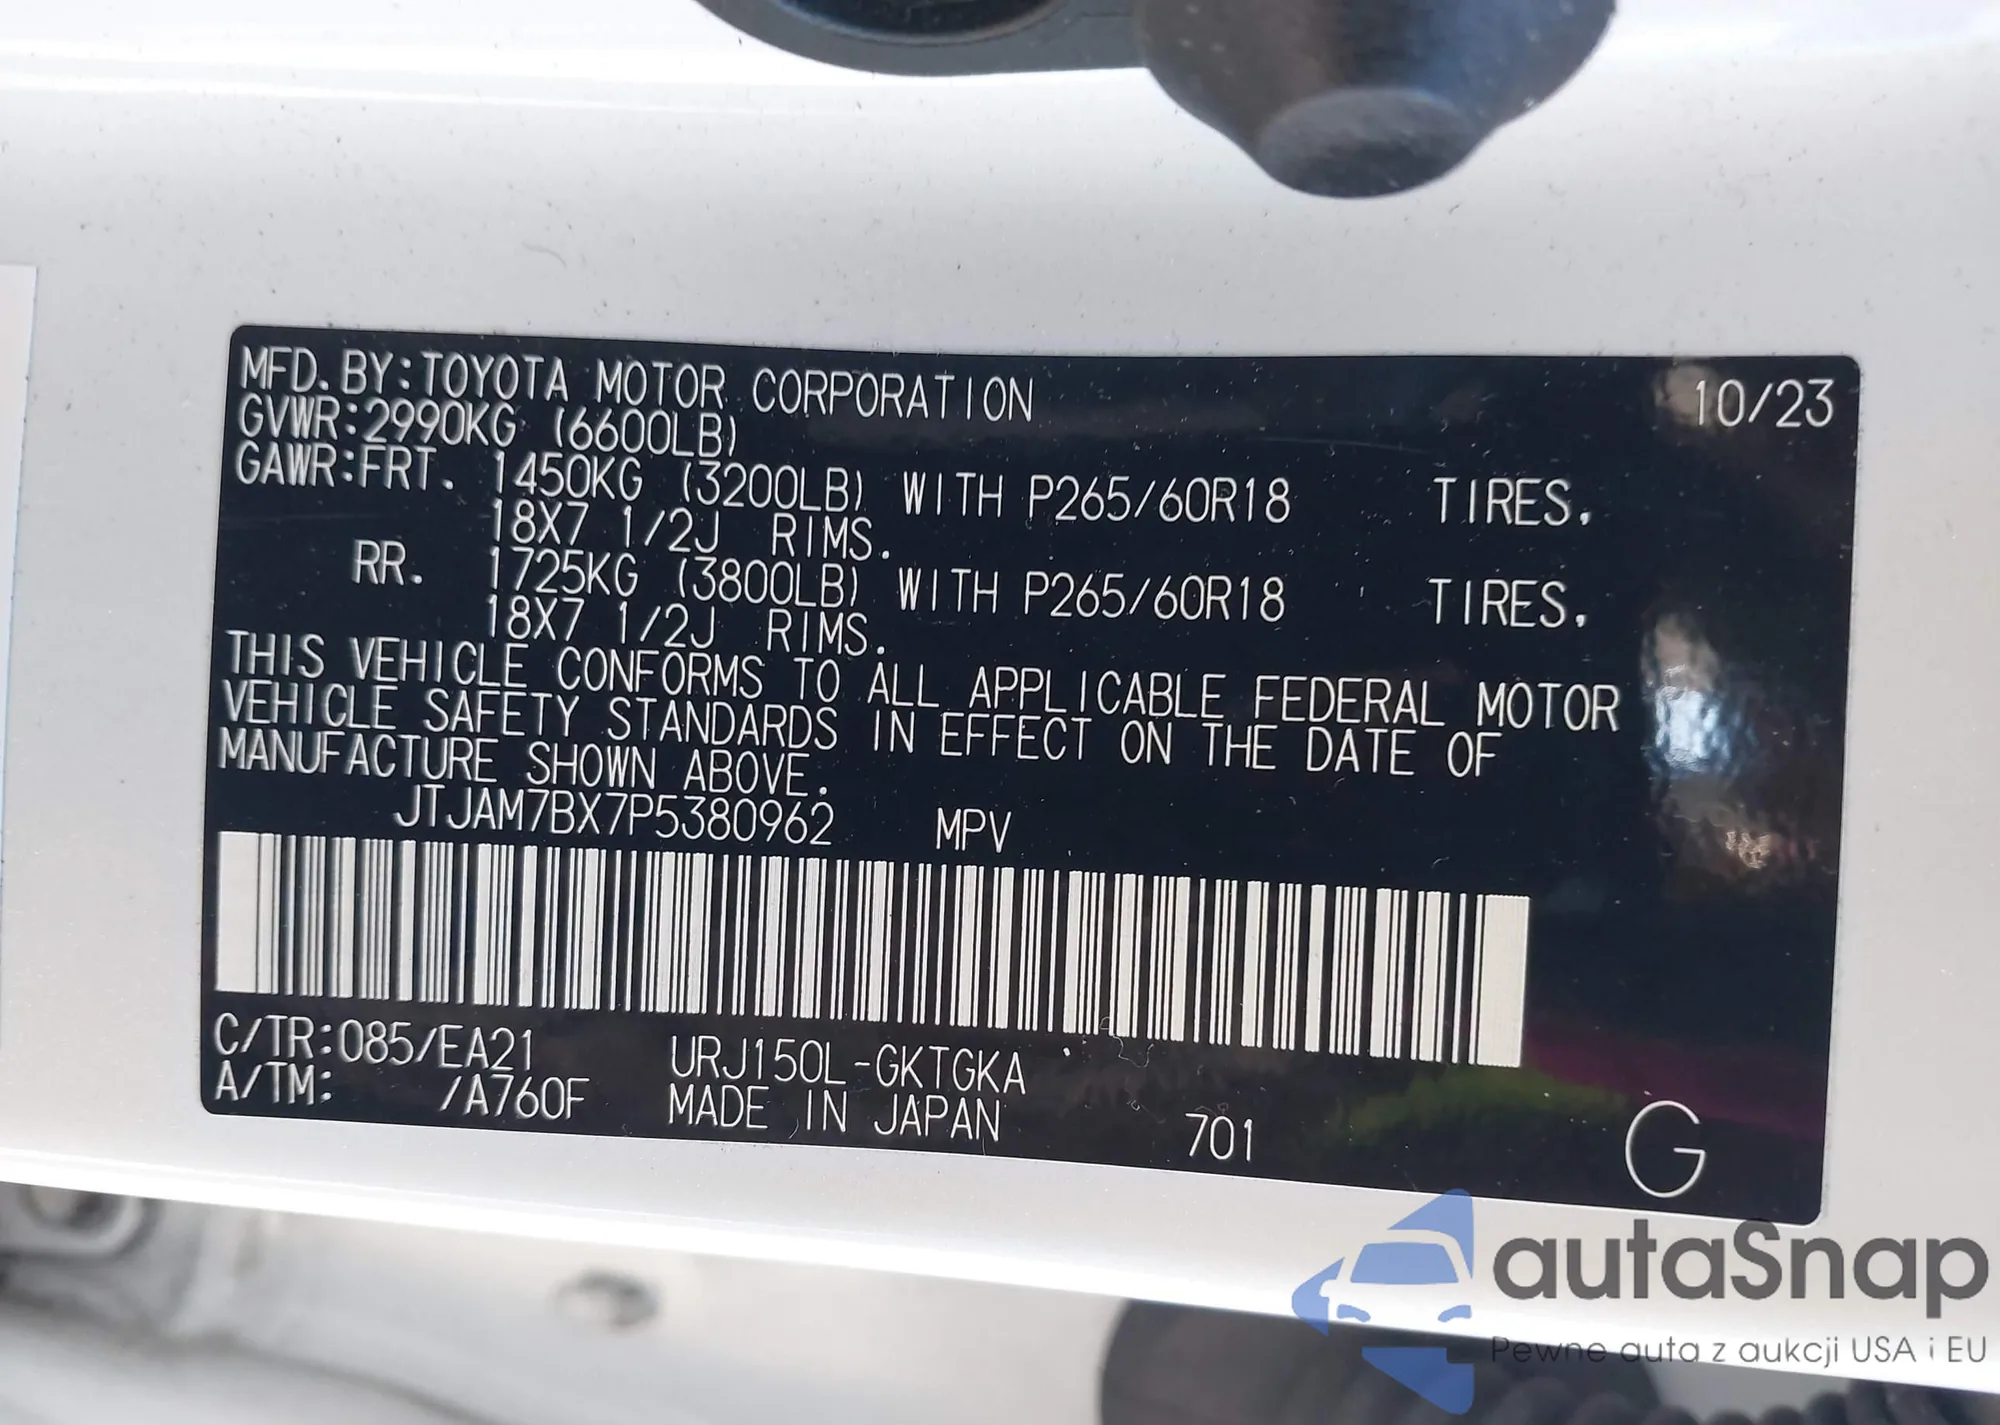 MFD.BY:TOYOTA MOTOR CORPORATION 10/23
GVWR:2990KG (6600LB)
GAWR:FRT. 1450KG (3200LB) WITH P265/60R18 TIRES.
18X7 1/2J RIMS.
RR. 1725KG (3800LB) WITH P265/60R18 TIRES.
18X7 1/2J RIMS.
THIS VEHICLE CONFORMS TO ALL APPLICABLE FEDERAL MOTOR
VEHICLE SAFETY STANDARDS IN EFFECT ON THE DATE OF
MANUFACTURE SHOWN ABOVE.
JTJAM7BX7P5380962 MPV
C/TR:085/EA21 URJ150L-GKTGKA
A/TM: /A760F MADE IN JAPAN 701 G
autaSnap
Pewne auta z aukcji USA i EU